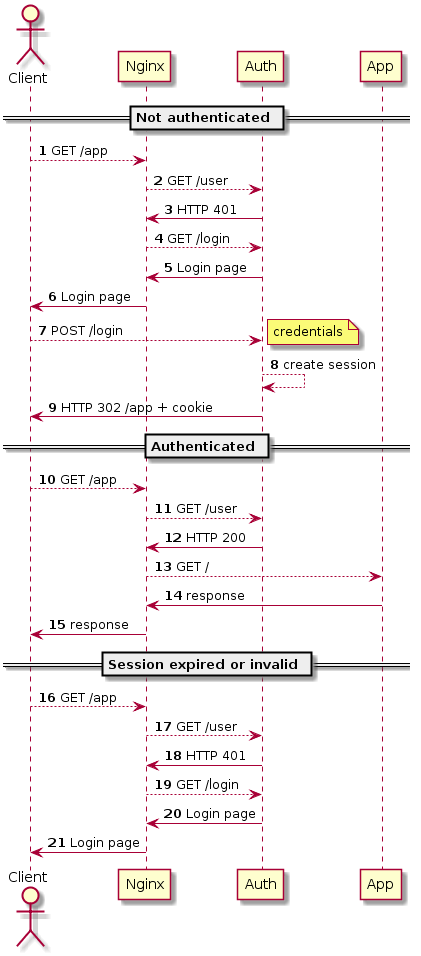 Client
Nginx
Auth
App
Not authenticated
1 GET /app
2 GET /user
3 HTTP 401
4 GET /login
5 Login page
6 Login page
7 POST /login
credentials
8 create session
9 HTTP 302 /app + cookie
Authenticated
10 GET /app
11 GET /user
12 HTTP 200
13 GET /
14 response
15 response
Session expired or invalid
16 GET /app
17 GET /user
18 HTTP 401
19 GET /login
20 Login page
21 Login page
Client
Nginx
Auth
App